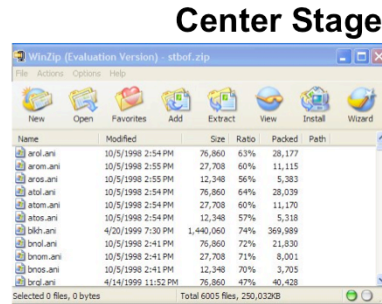 Center Stage
WinZip (Evaluation Version) - stbof.zip
File Actions Options Help
New Open Favorites Add Extract View Install Wizard
Name Modified Size Ratio Packed Path
arol.ani 10/5/1998 2:54 PM 76,860 63% 28,177
arom.ani 10/5/1998 2:55 PM 27,708 60% 11,115
aros.ani 10/5/1998 2:55 PM 12,348 56% 5,383
atol.ani 10/5/1998 2:54 PM 76,860 64% 28,039
atom.ani 10/5/1998 2:54 PM 27,708 60% 11,170
atos.ani 10/5/1998 2:54 PM 12,348 57% 5,318
blkh.ani 4/20/1999 7:30 PM 1,440,060 74% 369,989
bnol.ani 10/5/1998 2:41 PM 76,860 72% 21,830
bnom.ani 10/5/1998 2:41 PM 27,708 71% 8,001
bnos.ani 10/5/1998 2:41 PM 12,348 70% 3,705
brgl.ani 4/14/1999 11:52 PM 76,860 47% 40,428
Selected 0 files, 0 bytes Total 6005 files, 250,032KB